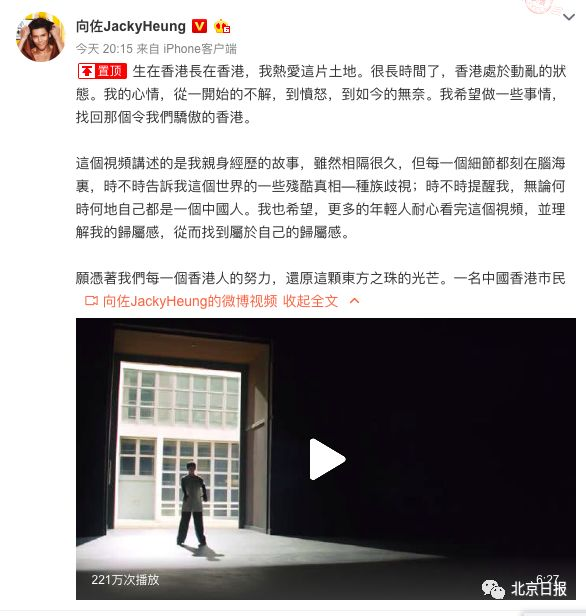 向佐JackyHeung
今天 20:15 来自 iPhone客户端
置顶 生在香港長在香港，我熱愛這片土地。很長時間了，香港處於動亂的狀
態。我的心情，從一開始的不解，到憤怒，到如今的無奈。我希望做一些事情，
找回那個令我們驕傲的香港。
這個視頻講述的是我親身經歷的故事，雖然相隔很久，但每一個細節都刻在腦海
裏，時不時告訴我這個世界的一些殘酷真相—種族歧視；時不時提醒我，無論何
時何地自己都是一個中國人。我也希望，更多的年輕人耐心看完這個視頻，並理
解我的歸屬感，從而找到屬於自己的歸屬感。
願憑著我們每一個香港人的努力，還原這顆東方之珠的光芒。一名中國香港市民
向佐JackyHeung的微博视频 收起全文
221万次播放
6:27
北京日报